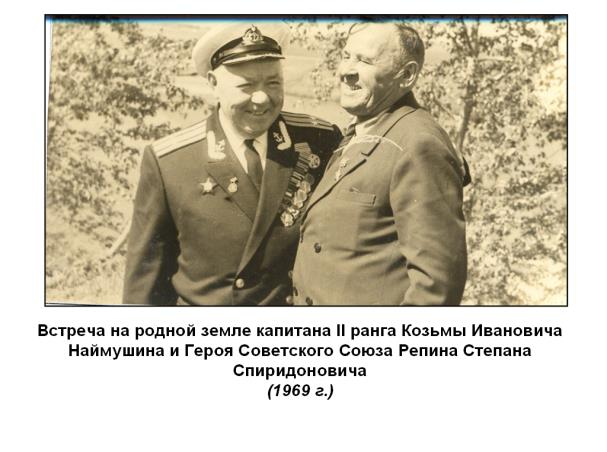 Встреча на родной земле капитана II ранга Козьмы Ивановича
Наймушина и Героя Советского Союза Репина Степана
Спиридоновича
(1969 г.)